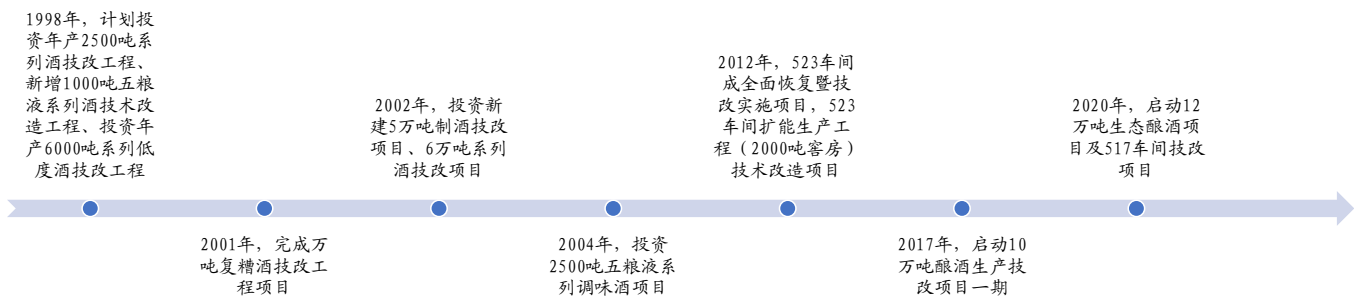 1998年，计划投
资年产2500吨系
列酒技改工程、
新增1000吨五粮
液系列酒技术改
造工程、投资年
产6000吨系列低
度酒技改工程
2001年，完成万
吨复糟酒技改工
程项目
2002年，投资新
建5万吨制酒技改
项目、6万吨系列
酒技改项目
2004年，投资
2500吨五粮液系
列调味酒项目
2012年，523车间
成全面恢复暨技
改实施项目，523
车间扩能生产工
程（2000吨窖房）
技术改造项目
2017年，启动10
万吨酿酒生产技
改项目一期
2020年，启动12
万吨生态酿酒项
目及517车间技改
项目